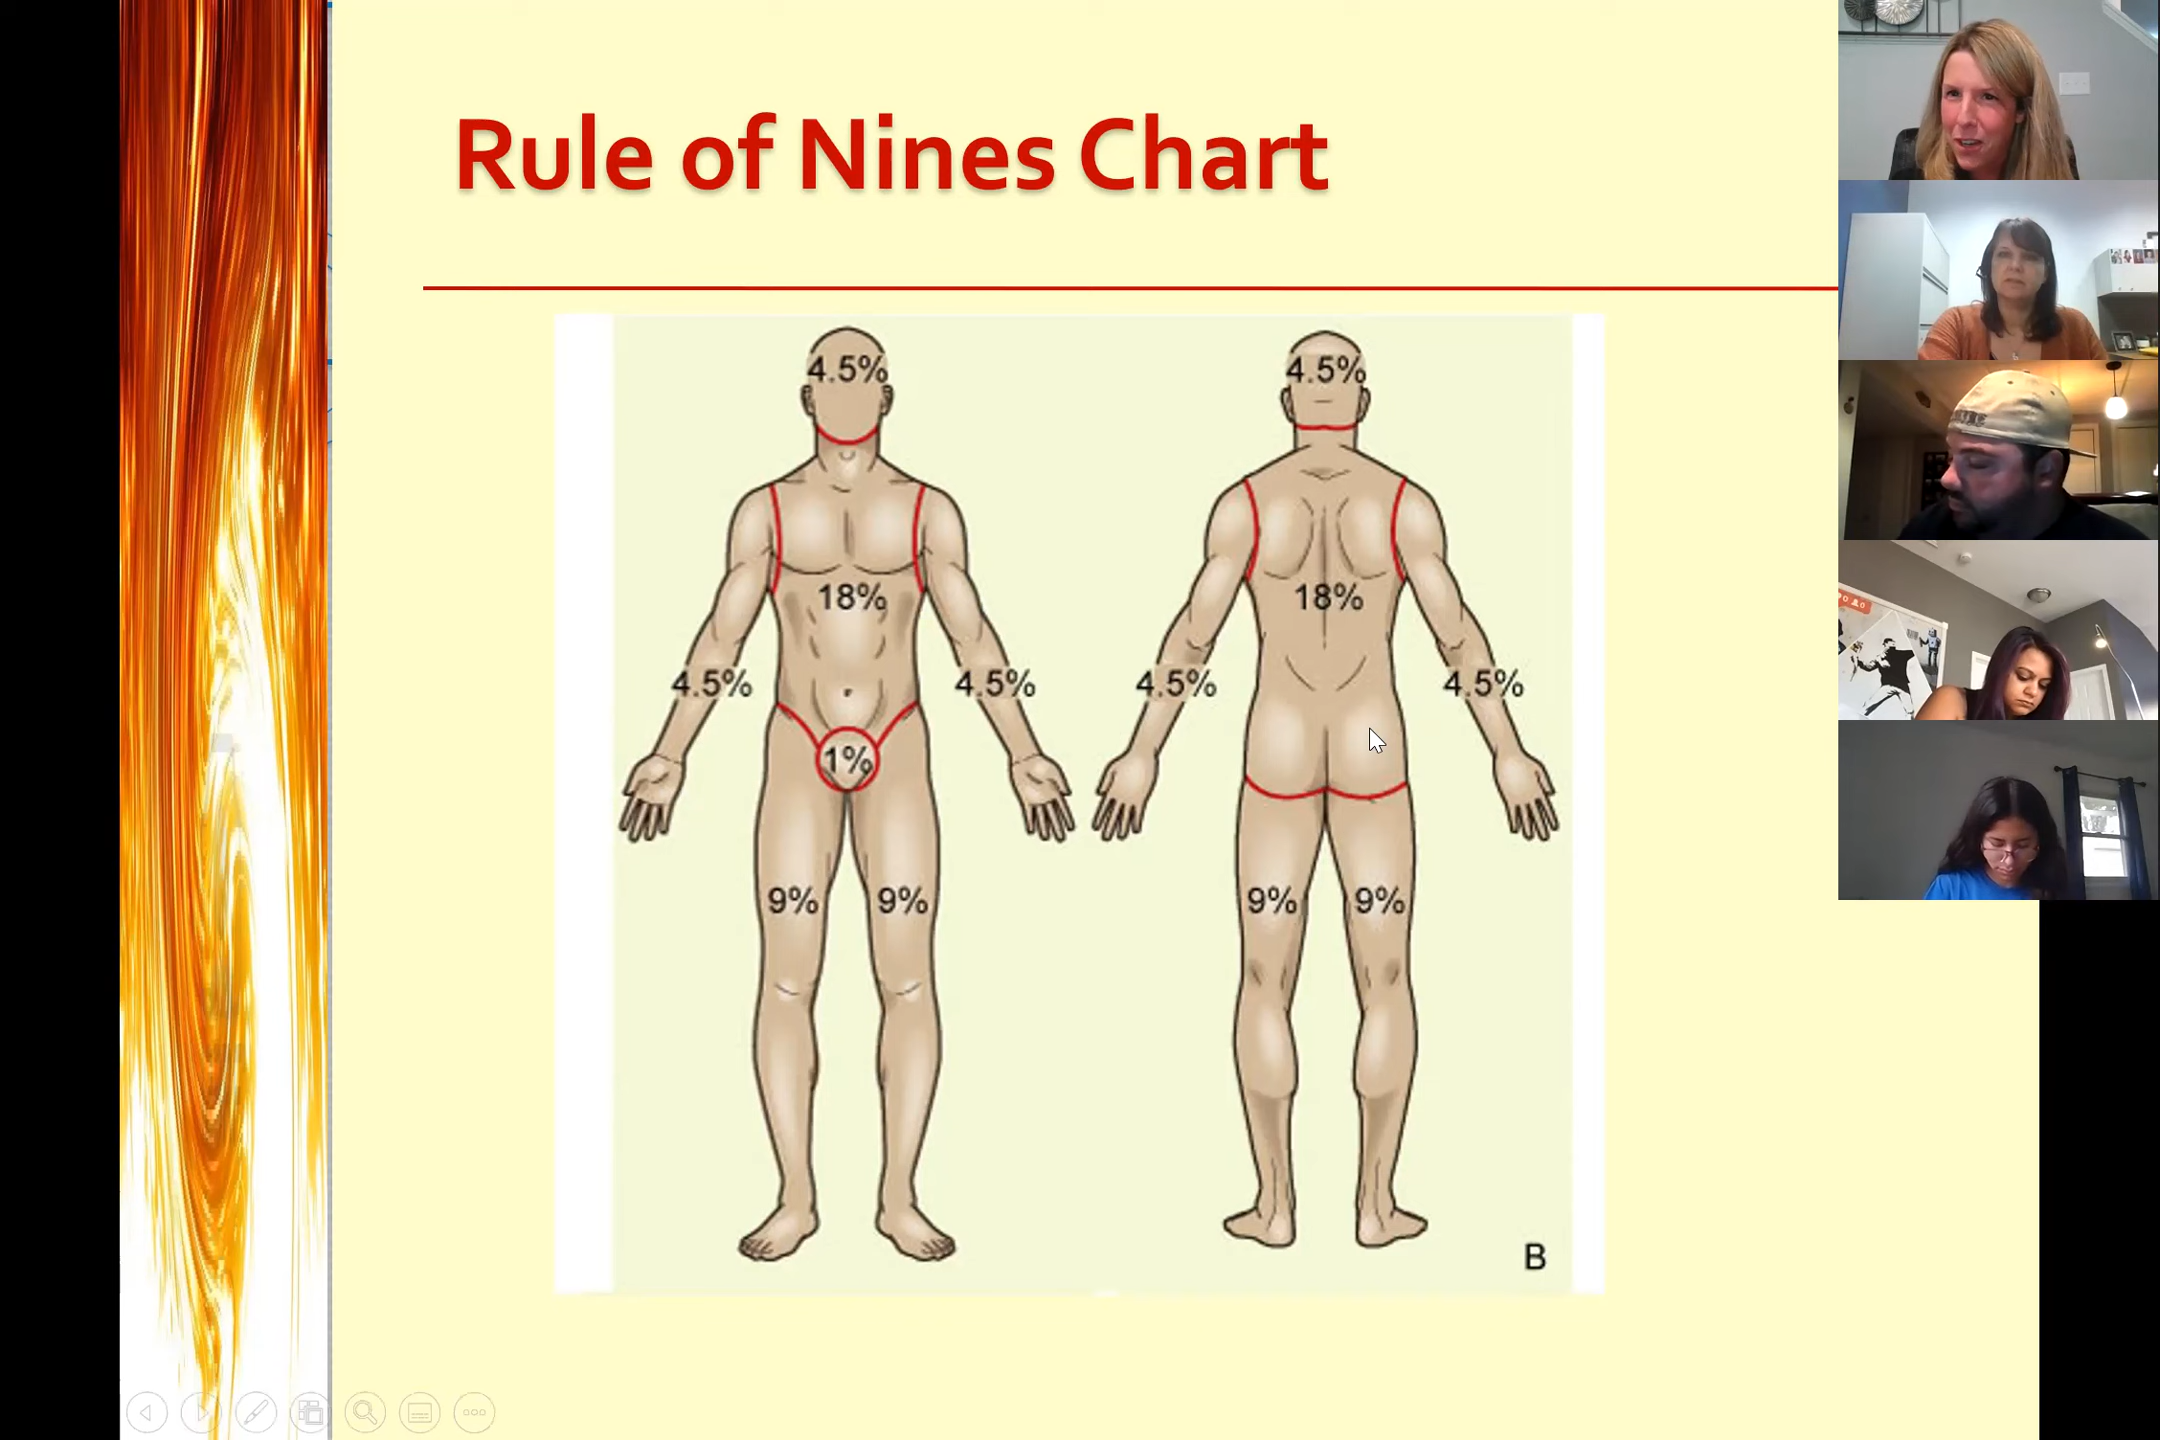 Rule of Nines Chart
4.5% 4.5%
18% 18%
4.5% 4.5% 4.5% 4.5%
1%
9% 9% 9% 9%
B